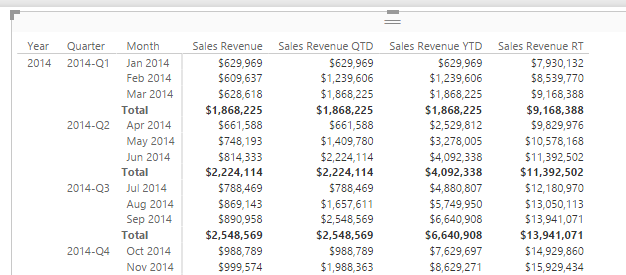 Year Quarter Month Sales Revenue Sales Revenue QTD Sales Revenue YTD Sales Revenue RT
2014 2014-Q1 Jan 2014 $629,969 $629,969 $629,969 $7,930,132
Feb 2014 $609,637 $1,239,606 $1,239,606 $8,539,770
Mar 2014 $628,618 $1,868,225 $1,868,225 $9,168,388
Total $1,868,225 $1,868,225 $1,868,225 $9,168,388
2014-Q2 Apr 2014 $661,588 $661,588 $2,529,812 $9,829,976
May 2014 $748,193 $1,409,780 $3,278,005 $10,578,168
Jun 2014 $814,333 $2,224,114 $4,092,338 $11,392,502
Total $2,224,114 $2,224,114 $4,092,338 $11,392,502
2014-Q3 Jul 2014 $788,469 $788,469 $4,880,807 $12,180,970
Aug 2014 $869,143 $1,657,611 $5,749,950 $13,050,113
Sep 2014 $890,958 $2,548,569 $6,640,908 $13,941,071
Total $2,548,569 $2,548,569 $6,640,908 $13,941,071
2014-Q4 Oct 2014 $988,789 $988,789 $7,629,697 $14,929,860
Nov 2014 $999,574 $1,988,363 $8,629,271 $15,929,434